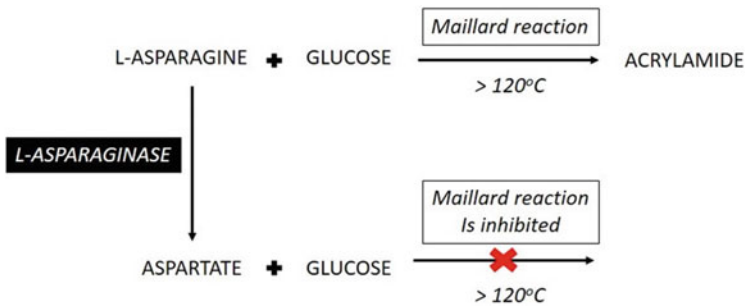 Maillard reaction
L-ASPARAGINE + GLUCOSE ACRYLAMIDE
> 120°C
L-ASPARAGINASE
Maillard reaction
Is inhibited
ASPARTATE + GLUCOSE
> 120°C